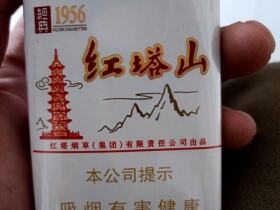 1956
FILTER CIGARETTES
红塔山
红塔烟草(集团)有限责任公司出品
本公司提示
吸烟有害健康